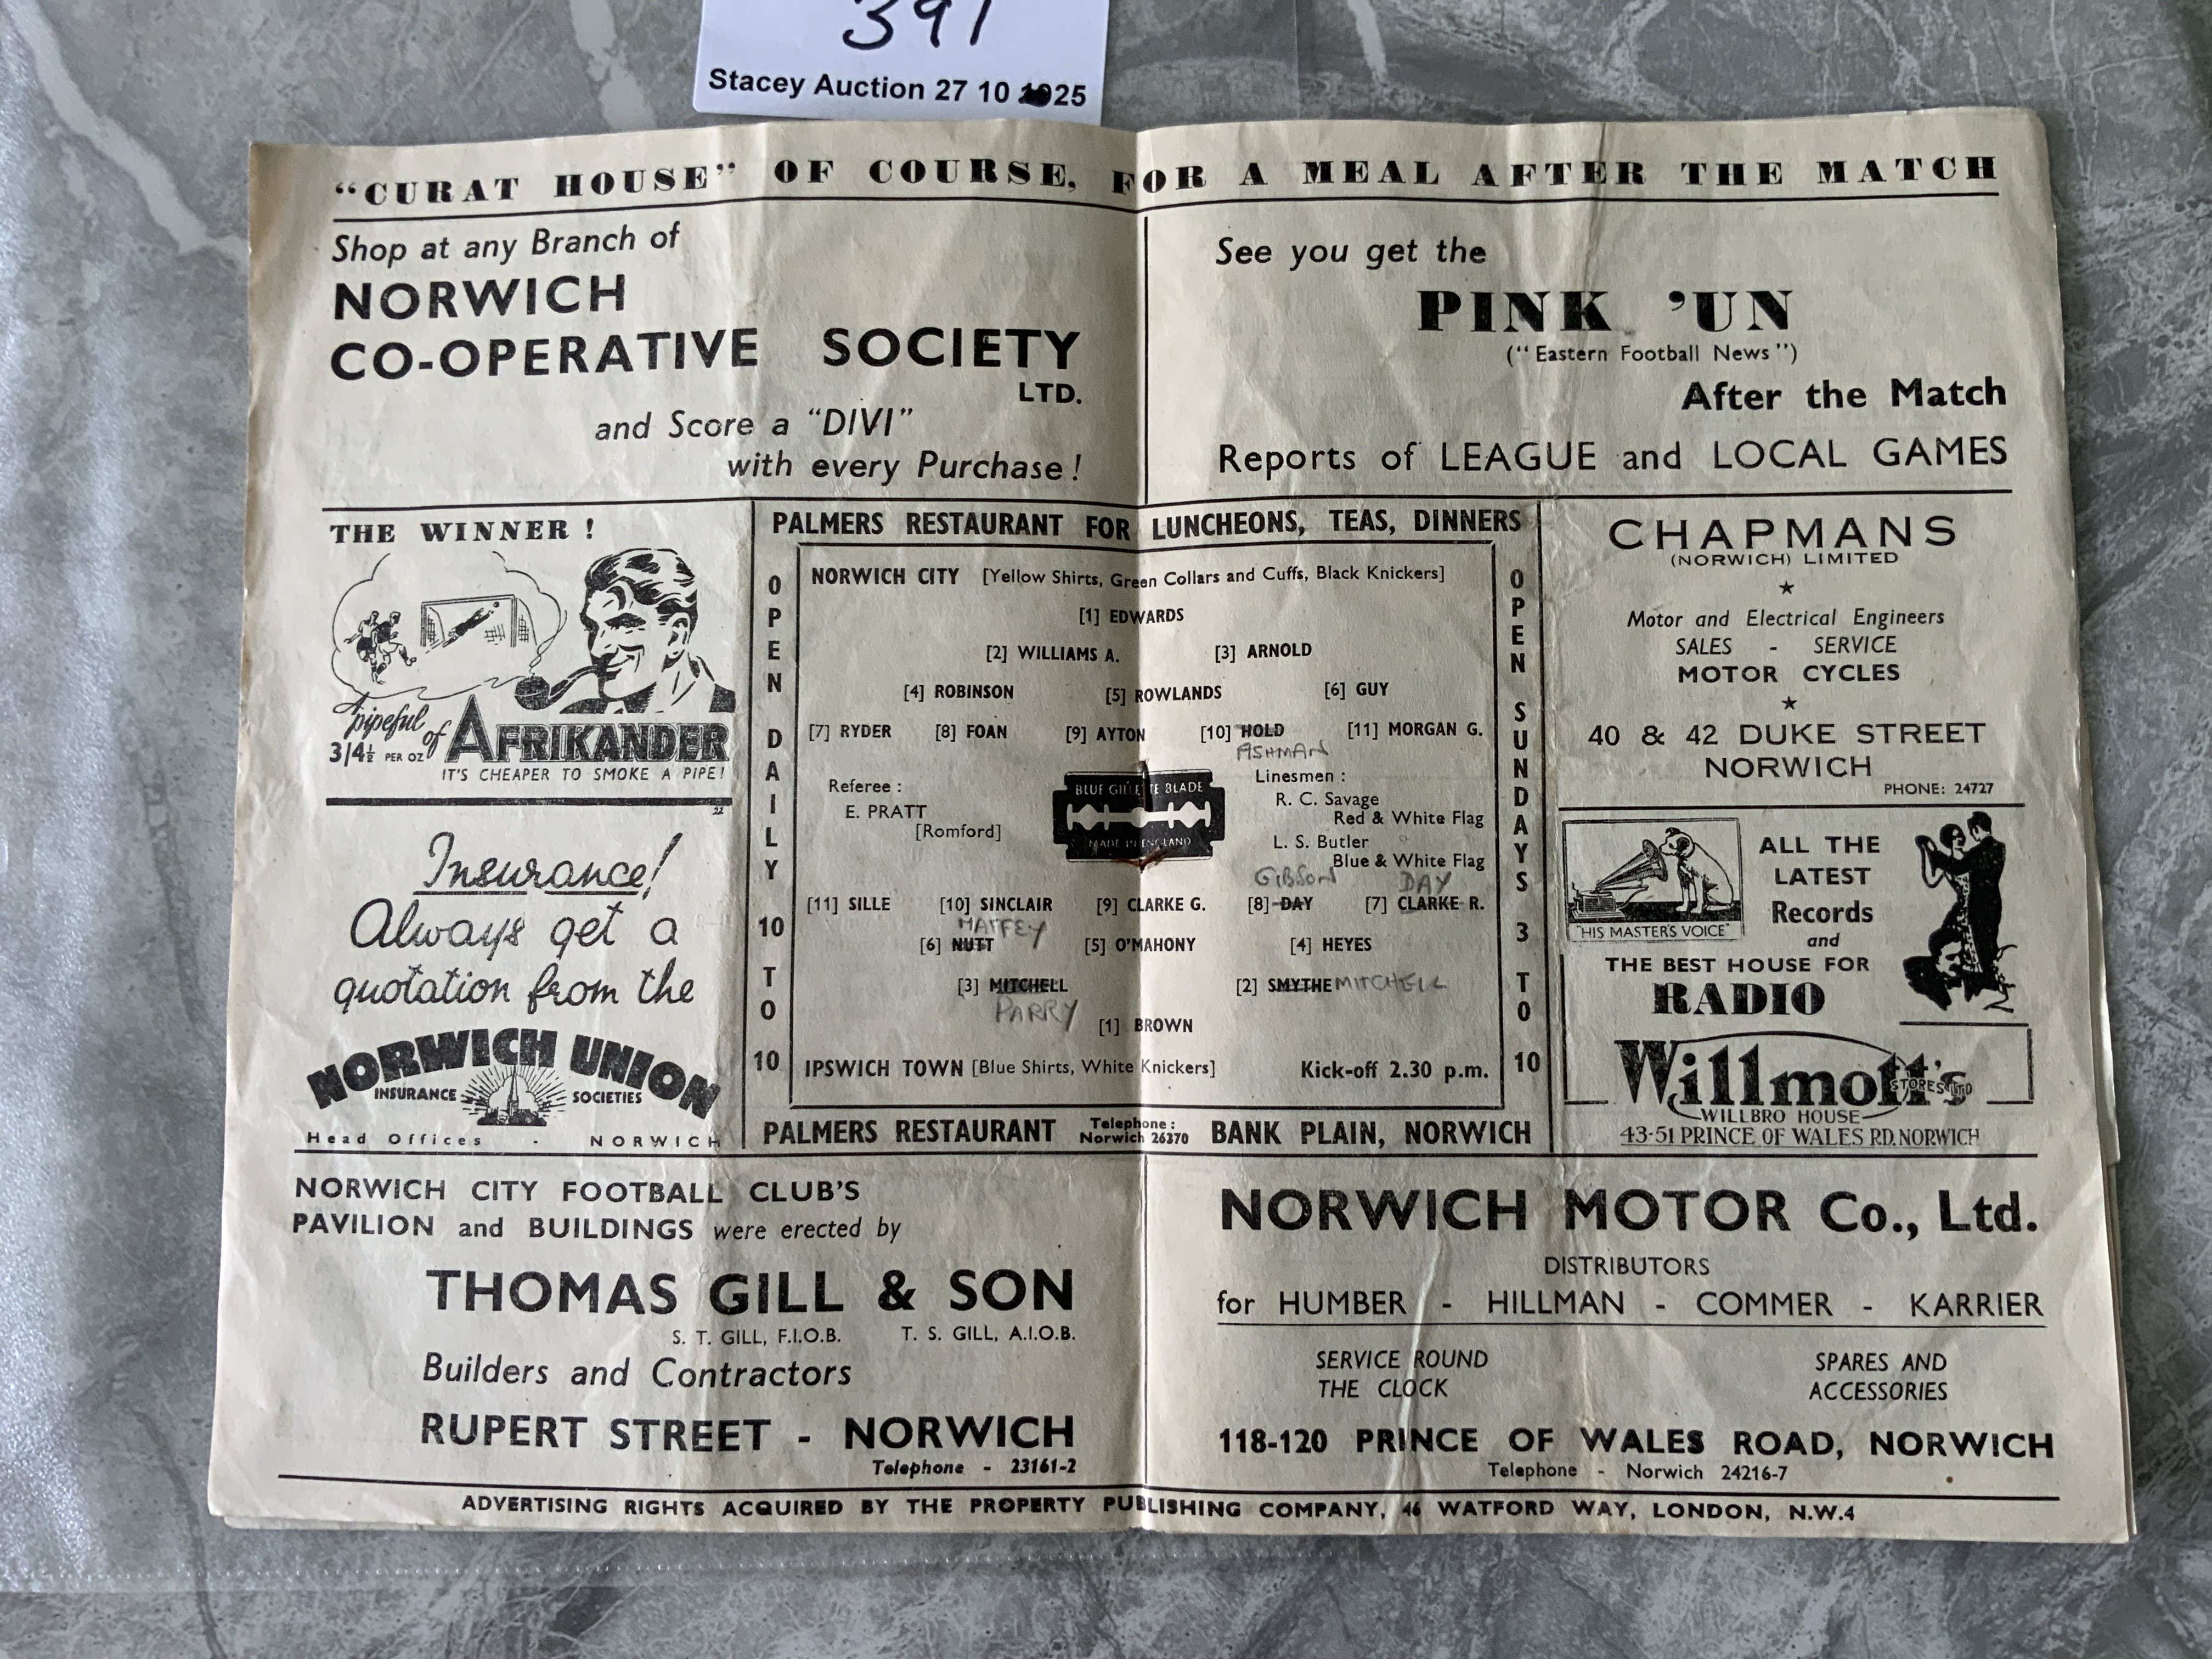 391
Stacey Auction 27 10 2025
"CURAT HOUSE" OF COURSE, FOR A MEAL AFTER THE MATCH
Shop at any Branch of
NORWICH
CO-OPERATIVE SOCIETY
LTD.
and Score a "DIVI"
with every Purchase!
See you get the
PINK 'UN
("Eastern Football News")
After the Match
Reports of LEAGUE and LOCAL GAMES
THE WINNER!
A pipeful of AFRIKANDER
3/4½ PER OZ
IT'S CHEAPER TO SMOKE A PIPE!
22
Insurance!
Always get a
quotation from the
NORWICH UNION
INSURANCE SOCIETIES
Head Offices - NORWICH
PALMERS RESTAURANT FOR LUNCHEONS, TEAS, DINNERS
OPEN DAILY 10 TO 10
NORWICH CITY [Yellow Shirts, Green Collars and Cuffs, Black Knickers]
[1] EDWARDS
[2] WILLIAMS A. [3] ARNOLD
[4] ROBINSON [5] ROWLANDS [6] GUY
[7] RYDER [8] FOAN [9] AYTON [10] HOLD [11] MORGAN G.
ASHMAN
Referee :
E. PRATT
[Romford]
BLUE GILLETTE BLADE
MADE IN ENGLAND
Linesmen :
R. C. Savage
Red & White Flag
L. S. Butler
Blue & White Flag
GIBSON DAY
[11] SILLE [10] SINCLAIR [9] CLARKE G. [8] DAY [7] CLARKE R.
HAFFEY
[6] NUTT [5] O'MAHONY [4] HEYES
[3] MITCHELL [2] SMYTHE MITCHELL
PARRY
[1] BROWN
IPSWICH TOWN [Blue Shirts, White Knickers] Kick-off 2.30 p.m.
OPEN SUNDAYS 3 TO 10
PALMERS RESTAURANT Telephone : Norwich 26270 BANK PLAIN, NORWICH
CHAPMANS
(NORWICH) LIMITED
Motor and Electrical Engineers
SALES - SERVICE
MOTOR CYCLES
40 & 42 DUKE STREET
NORWICH
PHONE: 24727
"HIS MASTER'S VOICE"
ALL THE
LATEST
Records
and
THE BEST HOUSE FOR
RADIO
Willmott's
STORES LTD
WILLBRO HOUSE
43-51 PRINCE OF WALES RD. NORWICH
NORWICH CITY FOOTBALL CLUB'S
PAVILION and BUILDINGS were erected by
THOMAS GILL & SON
S. T. GILL, F.I.O.B. T. S. GILL, A.I.O.B.
Builders and Contractors
RUPERT STREET - NORWICH
Telephone - 23161-2
NORWICH MOTOR Co., Ltd.
DISTRIBUTORS
for HUMBER - HILLMAN - COMMER - KARRIER
SERVICE ROUND
THE CLOCK
SPARES AND
ACCESSORIES
118-120 PRINCE OF WALES ROAD, NORWICH
Telephone - Norwich 24216-7
ADVERTISING RIGHTS ACQUIRED BY THE PROPERTY PUBLISHING COMPANY, 46 WATFORD WAY, LONDON, N.W.4